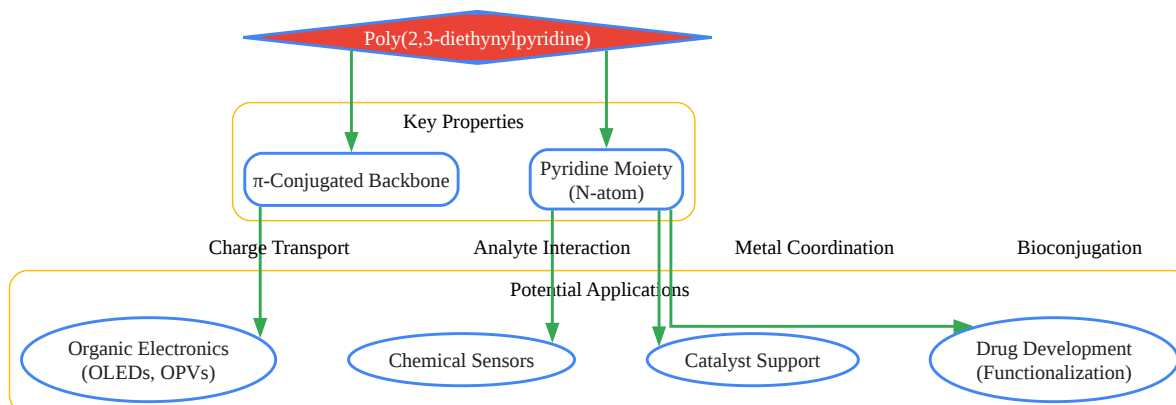 Poly(2,3-diethynylpyridine)
Key Properties
π-Conjugated Backbone
Pyridine Moiety
(N-atom)
Charge Transport
Analyte Interaction
Metal Coordination
Bioconjugation
Potential Applications
Organic Electronics
(OLEDs, OPVs)
Chemical Sensors
Catalyst Support
Drug Development
(Functionalization)